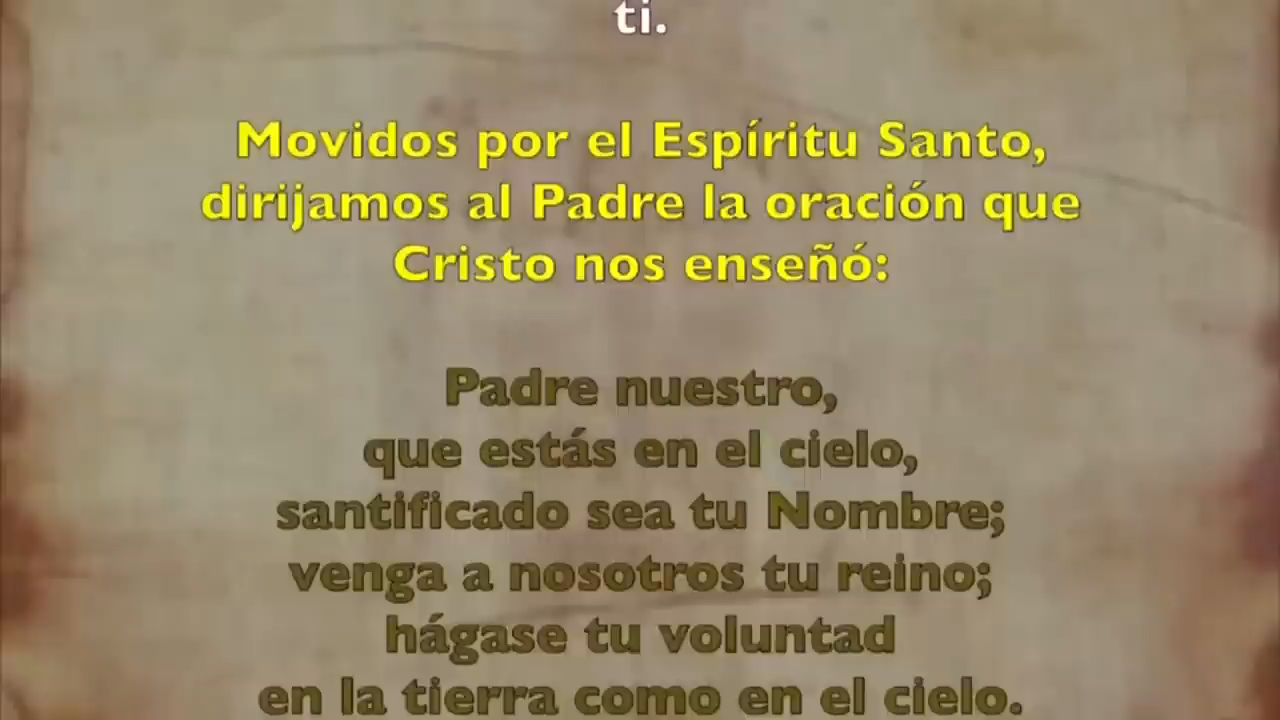 ti.
Movidos por el Espíritu Santo,
dirijamos al Padre la oración que
Cristo nos enseñó:
Padre nuestro,
que estás en el cielo,
santificado sea tu Nombre;
venga a nosotros tu reino;
hágase tu voluntad
en la tierra como en el cielo.